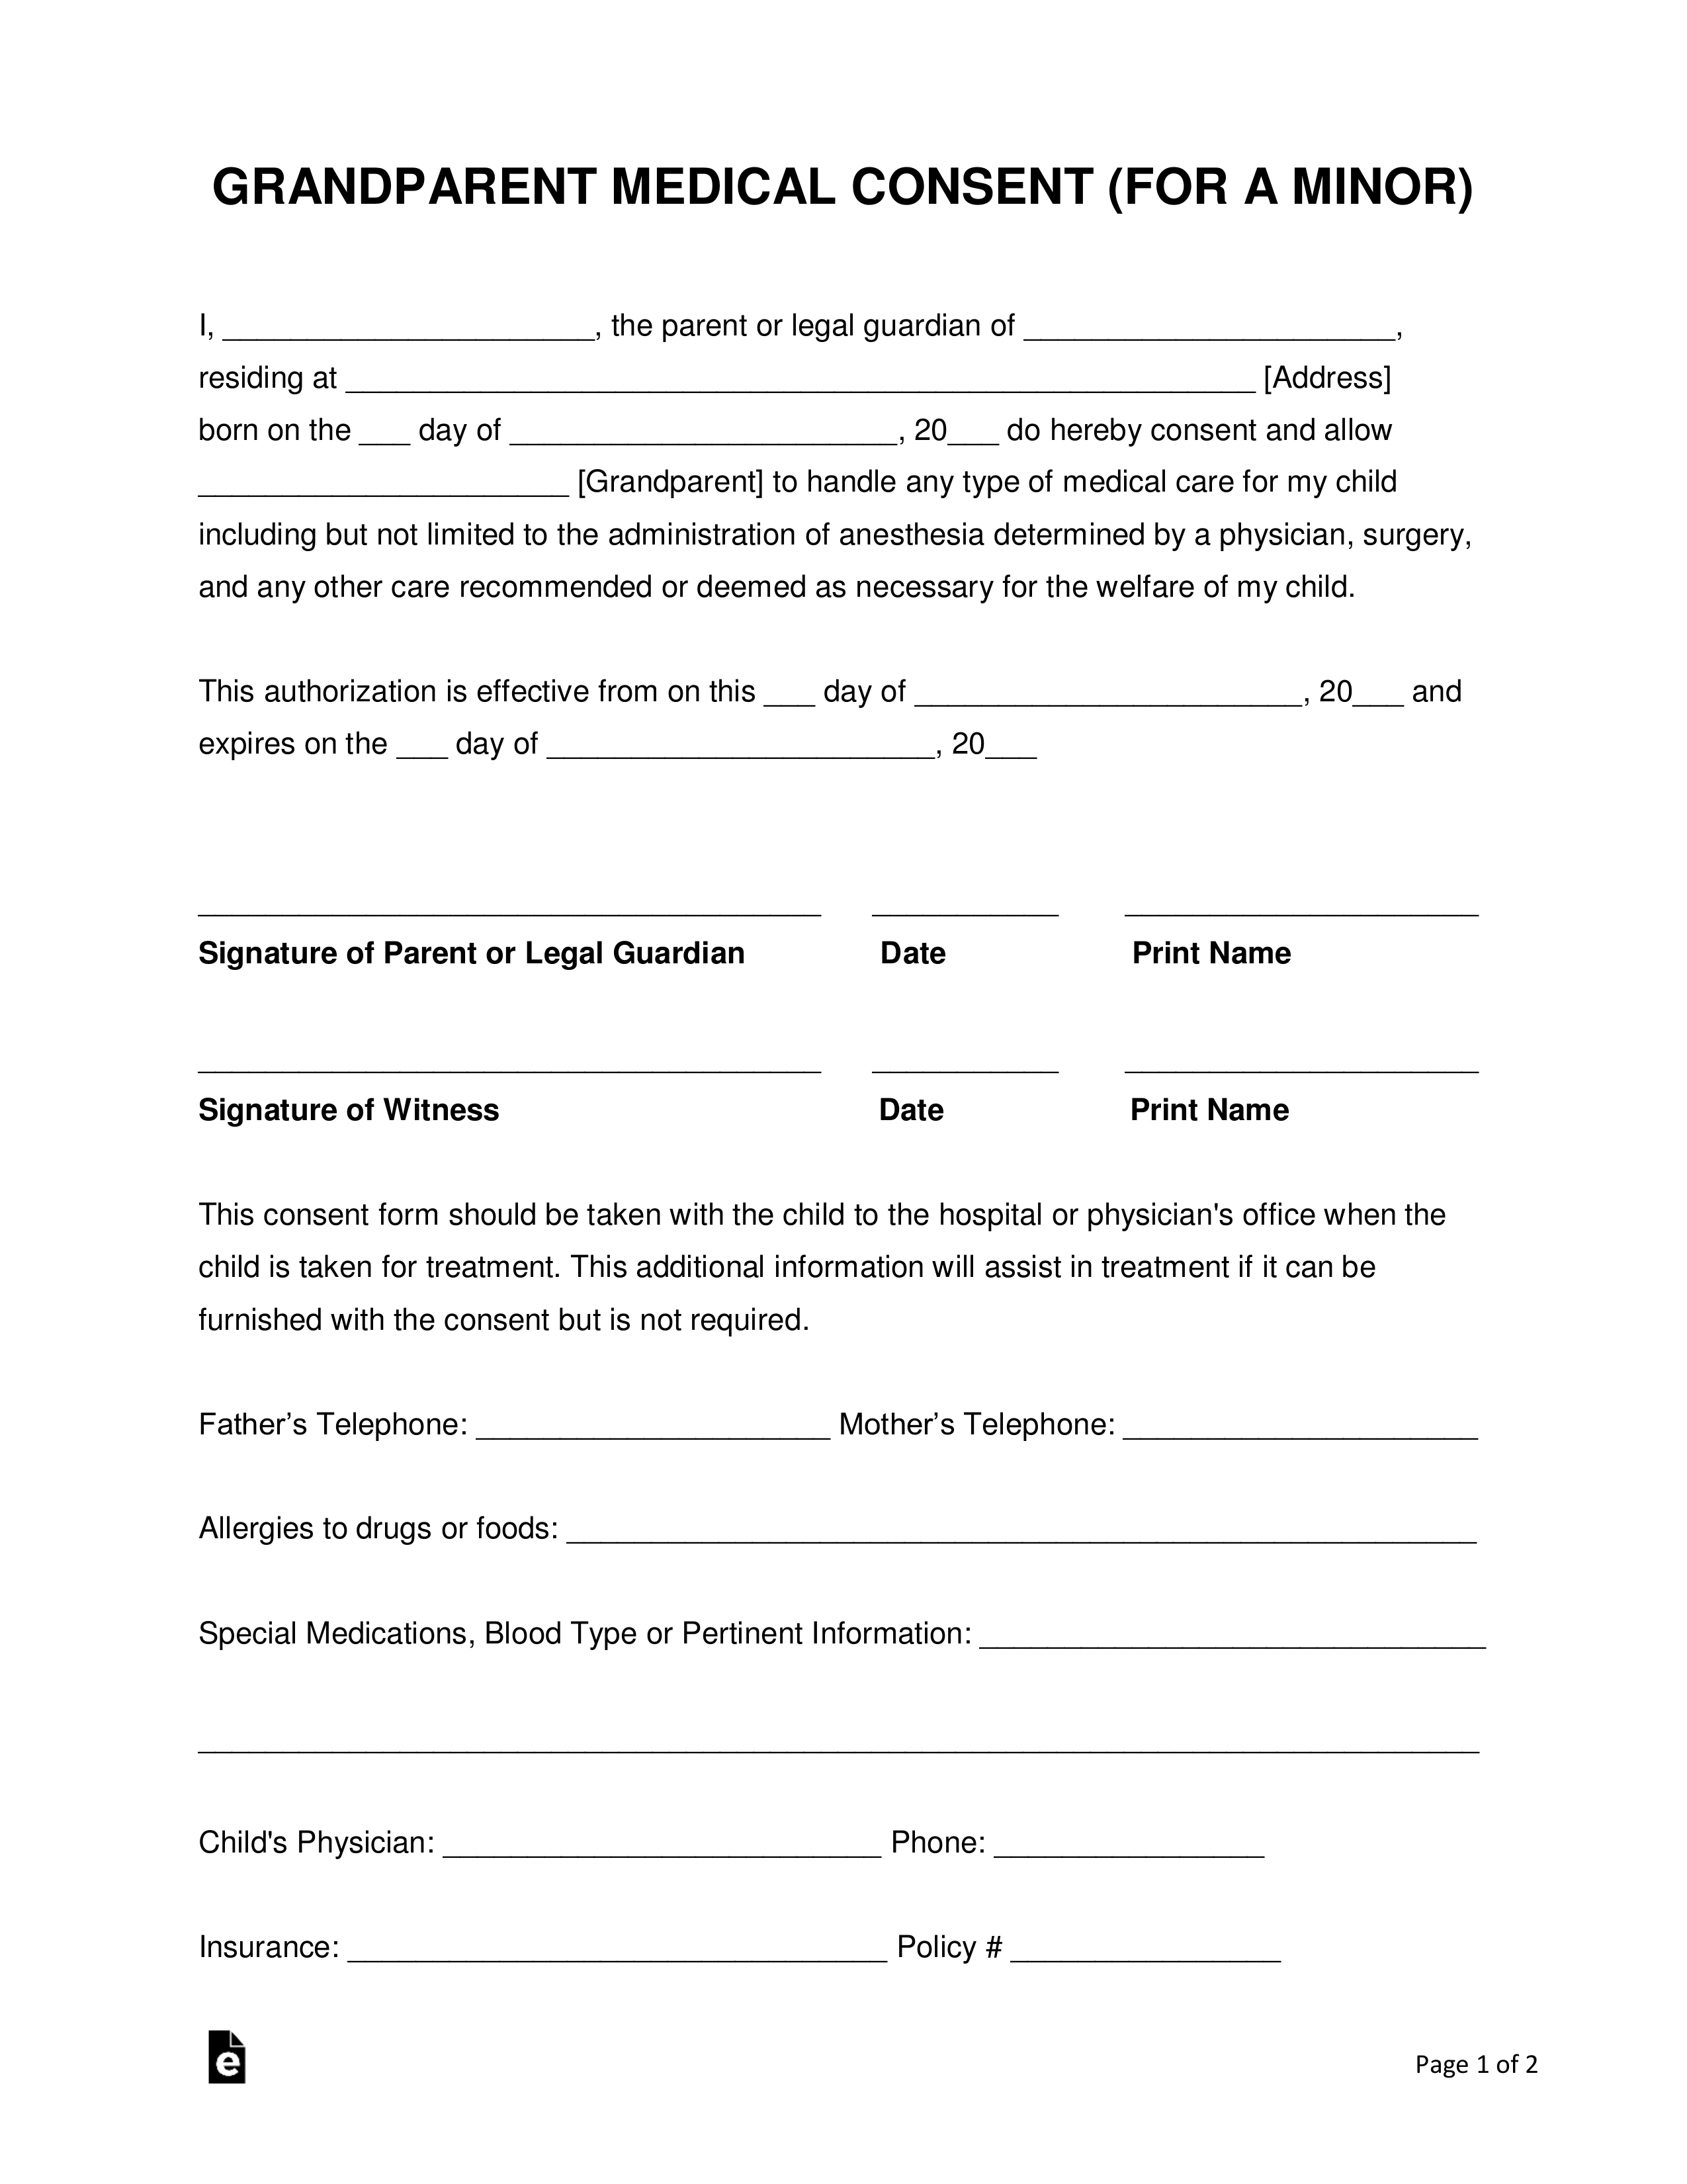 GRANDPARENT MEDICAL CONSENT (FOR A MINOR)
I, ______________________, the parent or legal guardian of ______________________,
residing at ______________________________________________________ [Address]
born on the ___ day of _______________________, 20___ do hereby consent and allow
______________________ [Grandparent] to handle any type of medical care for my child
including but not limited to the administration of anesthesia determined by a physician, surgery,
and any other care recommended or deemed as necessary for the welfare of my child.
This authorization is effective from on this ___ day of _______________________, 20___ and
expires on the ___ day of _______________________, 20___
_____________________________________ ___________ _____________________
Signature of Parent or Legal Guardian Date Print Name
_____________________________________ ___________ _____________________
Signature of Witness Date Print Name
This consent form should be taken with the child to the hospital or physician's office when the
child is taken for treatment. This additional information will assist in treatment if it can be
furnished with the consent but is not required.
Father’s Telephone: _____________________ Mother’s Telephone: _____________________
Allergies to drugs or foods: ______________________________________________________
Special Medications, Blood Type or Pertinent Information: ______________________________
____________________________________________________________________________
Child's Physician: __________________________ Phone: ________________
Insurance: ________________________________ Policy # ________________
e Page 1 of 2